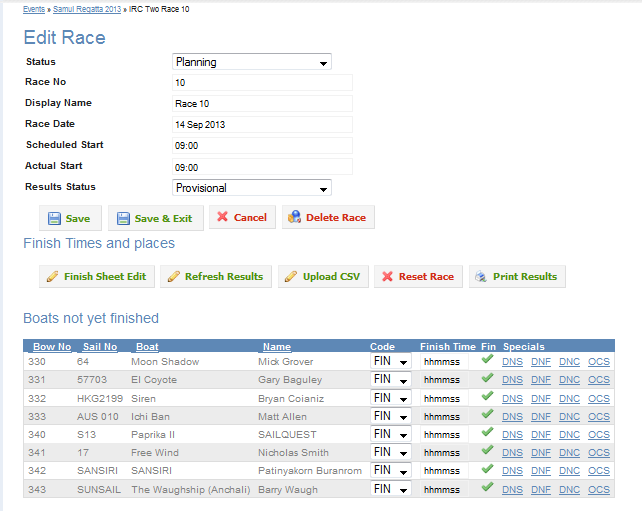 Events » Samui Regatta 2013 » IRC Two Race 10
Edit Race
Status Planning
Race No 10
Display Name Race 10
Race Date 14 Sep 2013
Scheduled Start 09:00
Actual Start 09:00
Results Status Provisional
Save Save & Exit Cancel Delete Race
Finish Times and places
Finish Sheet Edit Refresh Results Upload CSV Reset Race Print Results
Boats not yet finished
Bow No Sail No Boat Name Code Finish Time Fin Specials
330 64 Moon Shadow Mick Grover FIN hhmmss DNS DNF DNC OCS
331 57703 El Coyote Gary Baguley FIN hhmmss DNS DNF DNC OCS
332 HKG2199 Siren Bryan Coianiz FIN hhmmss DNS DNF DNC OCS
333 AUS 010 Ichi Ban Matt Allen FIN hhmmss DNS DNF DNC OCS
340 S13 Paprika II SAILQUEST FIN hhmmss DNS DNF DNC OCS
341 17 Free Wind Nicholas Smith FIN hhmmss DNS DNF DNC OCS
342 SANSIRI SANSIRI Patinyakorn Buranrom FIN hhmmss DNS DNF DNC OCS
343 SUNSAIL The Waughship (Anchali) Barry Waugh FIN hhmmss DNS DNF DNC OCS